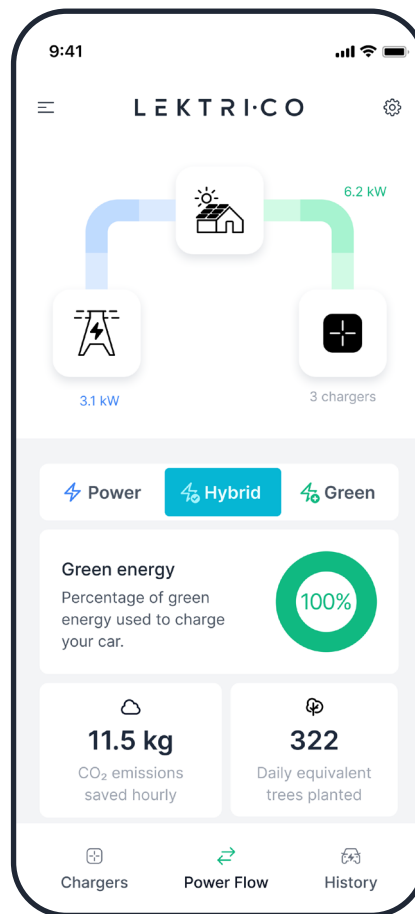 9:41
LEKTRI·CO
6.2 kW
3.1 kW
3 chargers
Power
Hybrid
Green
Green energy
Percentage of green
energy used to charge
your car.
100%
11.5 kg
CO₂ emissions
saved hourly
322
Daily equivalent
trees planted
Chargers
Power Flow
History